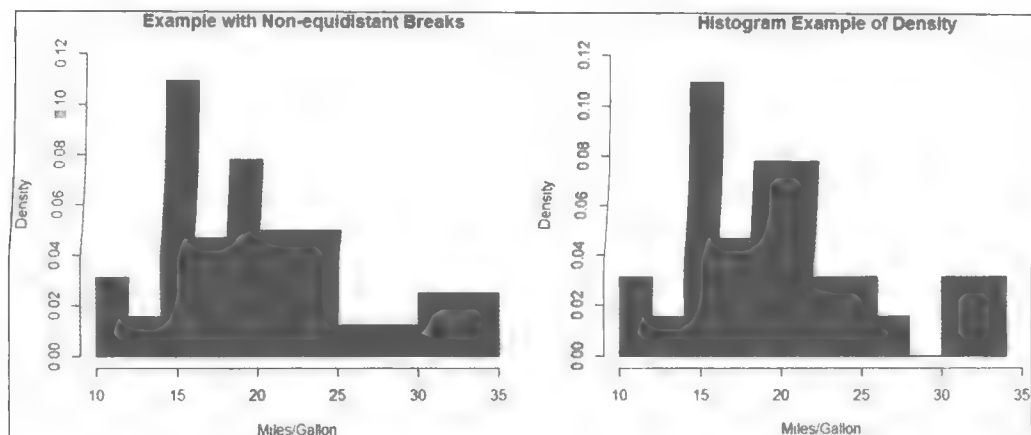 Example with Non-equidistant Breaks
0.12
0.10
0.08
0.06
0.04
0.02
0.00
Density
10 15 20 25 30 35
Miles/Gallon
Histogram Example of Density
0.12
0.10
0.08
0.06
0.04
0.02
0.00
Density
10 15 20 25 30 35
Miles/Gallon